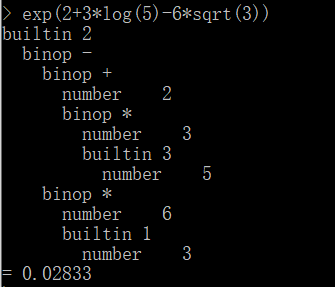 > exp(2+3*log(5)-6*sqrt(3))
builtin 2
binop -
binop +
number 2
binop *
number 3
builtin 3
number 5
binop *
number 6
builtin 1
number 3
= 0.02833